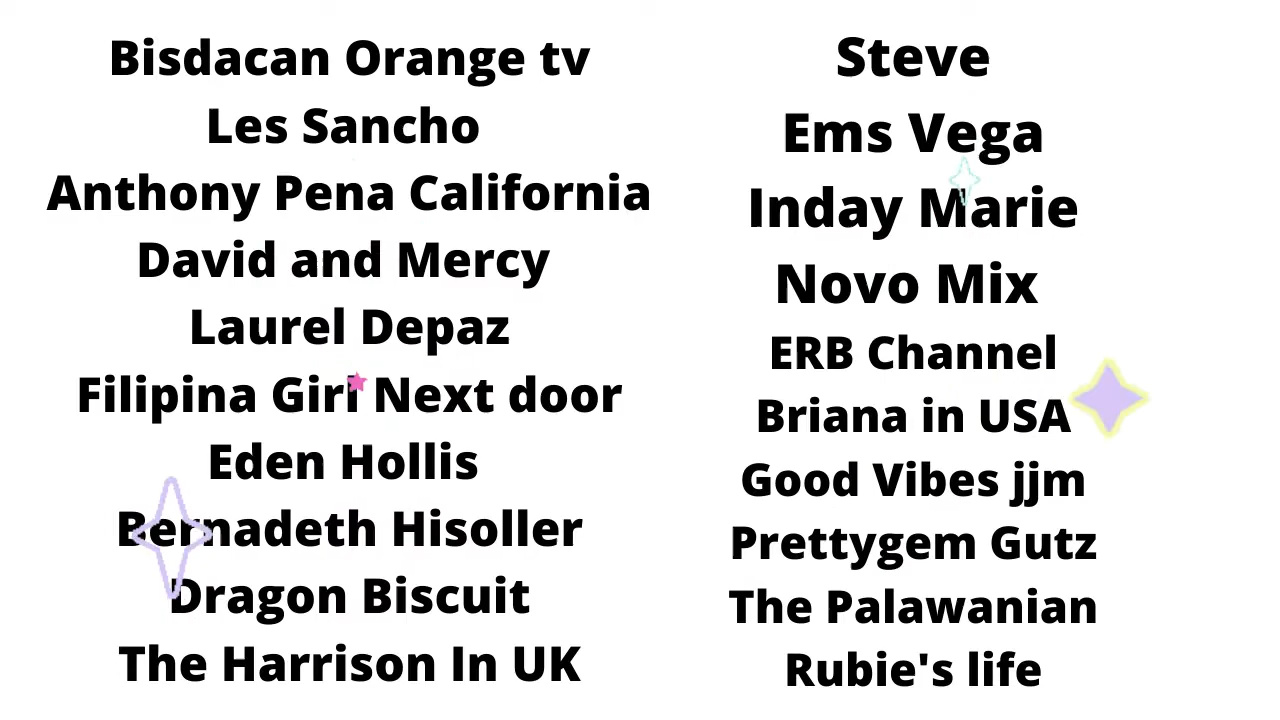 Bisdacan Orange tv
Les Sancho
Anthony Pena California
David and Mercy
Laurel Depaz
Filipina Girl Next door
Eden Hollis
Bernadeth Hisoller
Dragon Biscuit
The Harrison In UK
Steve
Ems Vega
Inday Marie
Novo Mix
ERB Channel
Briana in USA
Good Vibes jjm
Prettygem Gutz
The Palawanian
Rubie's life